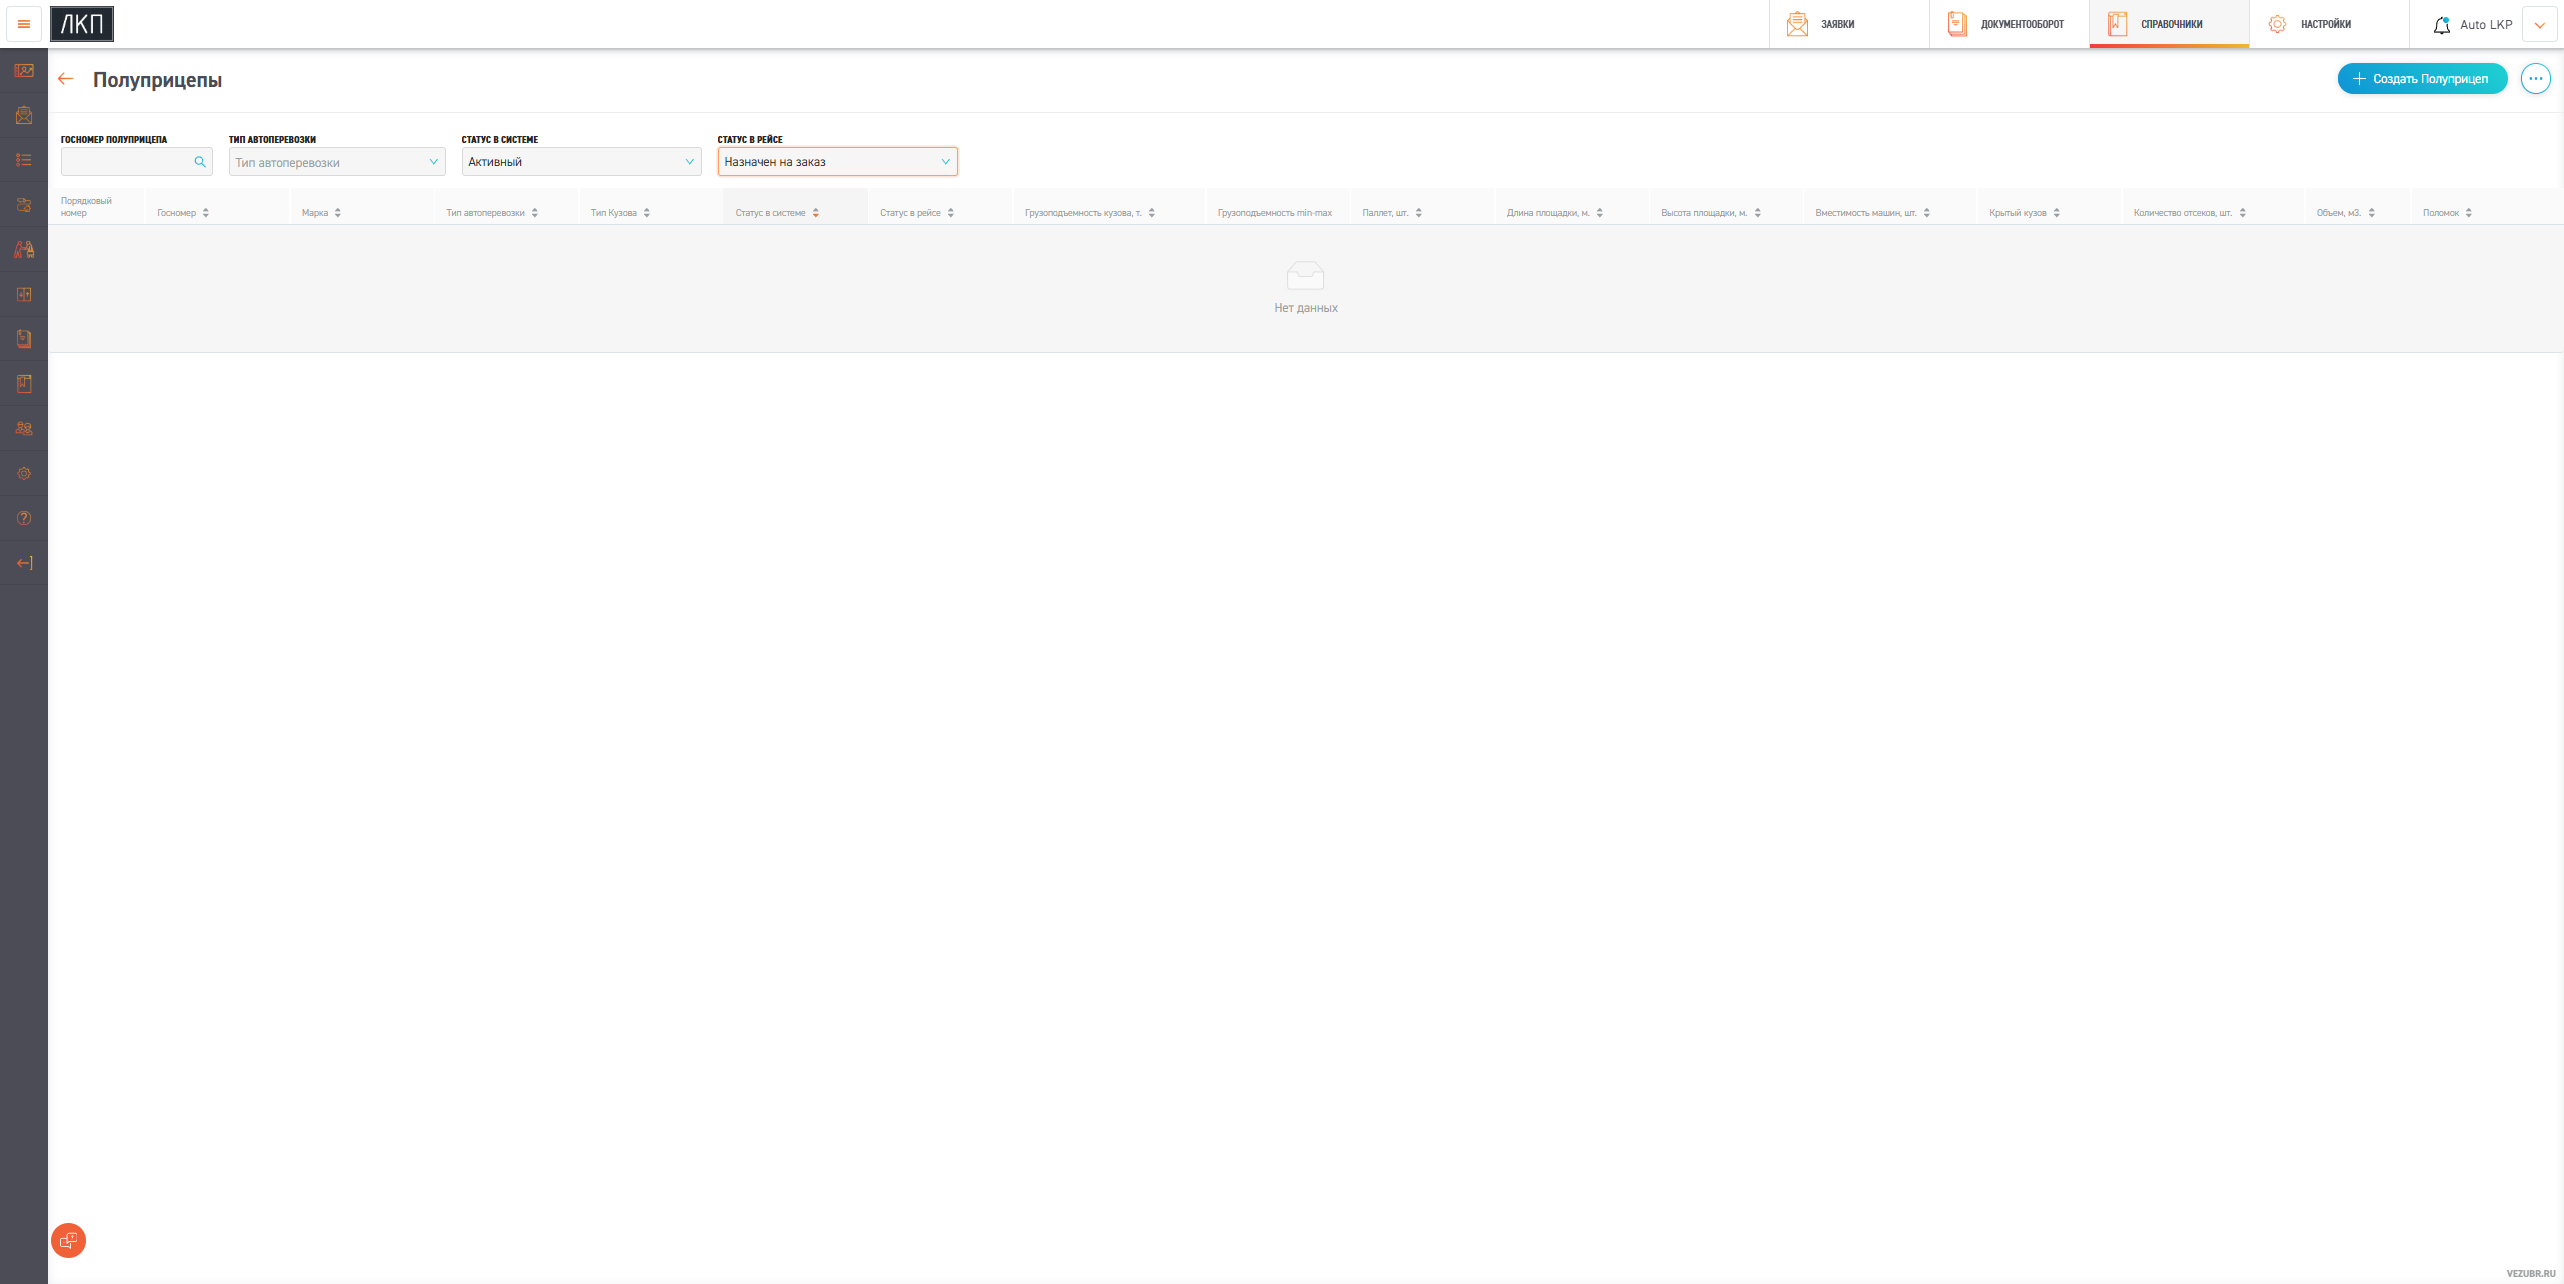 ЛКП
ЗАЯВКИ
ДОКУМЕНТООБОРОТ
СПРАВОЧНИКИ
НАСТРОЙКИ
Auto LKP
Полуприцепы
Создать Полуприцеп
ГОСНОМЕР ПОЛУПРИЦЕПА
ТИП АВТОПЕРЕВОЗКИ
СТАТУС В СИСТЕМЕ
СТАТУС В РЕЙСЕ
Тип автоперевозки
Активный
Назначен на заказ
Порядковый
номер
Госномер
Марка
Тип автоперевозки
Тип Кузова
Статус в системе
Статус в рейсе
Грузоподъемность кузова, т.
Грузоподъемность min-max
Паллет, шт.
Длина площадки, м.
Высота площадки, м.
Вместимость машин, шт.
Крытый кузов
Количество отсеков, шт.
Объем, м3.
Поломок
Нет данных
VEZUBR.RU